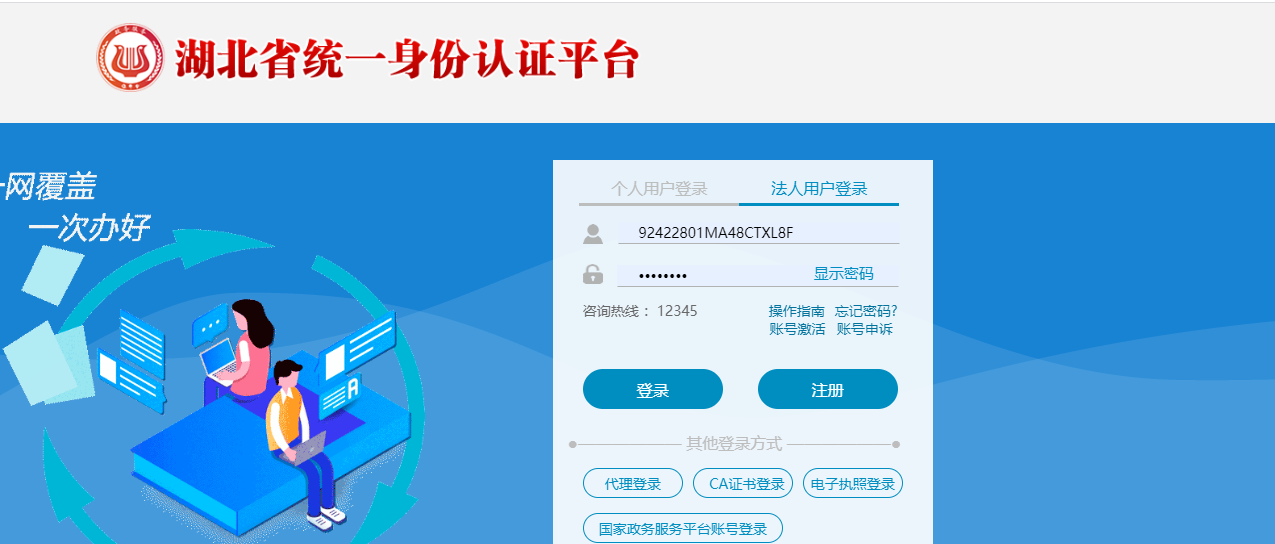 湖北省统一身份认证平台
一网覆盖
一次办好
个人用户登录 法人用户登录
92422801MA48CTXL8F
•••••••• 显示密码
咨询热线： 12345 操作指南 忘记密码?
账号激活 账号申诉
登录 注册
其他登录方式
代理登录 CA证书登录 电子执照登录
国家政务服务平台账号登录
A